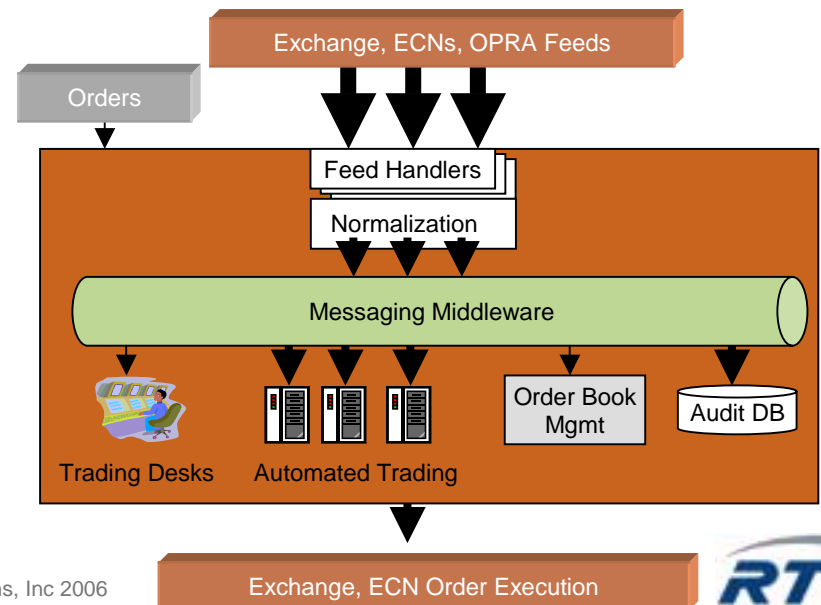 Exchange, ECNs, OPRA Feeds
Orders
Feed Handlers
Normalization
Messaging Middleware
Order Book
Mgmt
Audit DB
Trading Desks
Automated Trading
Exchange, ECN Order Execution
Inc 2006
RT